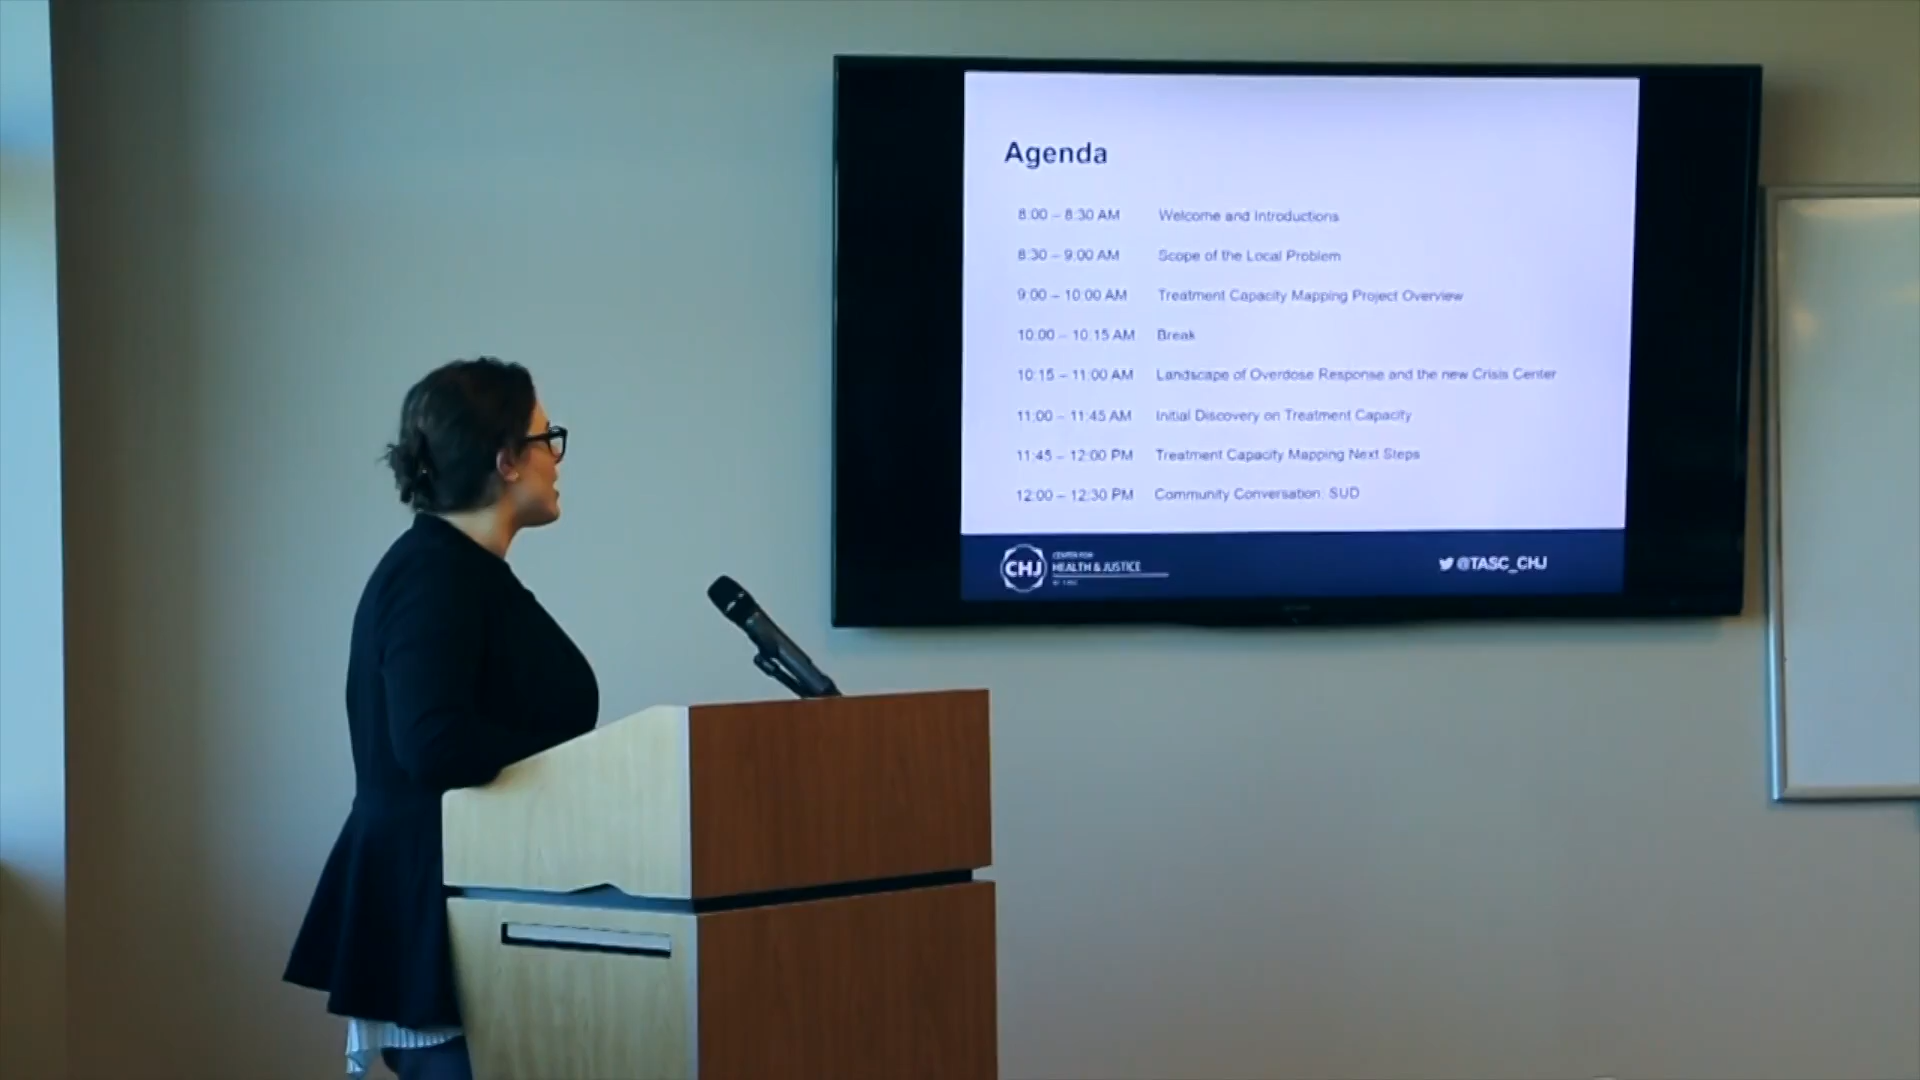 Agenda
8:00 – 8:30 AM Welcome and Introductions
8:30 – 9:00 AM Scope of the Local Problem
9:00 – 10:00 AM Treatment Capacity Mapping Project Overview
10:00 – 10:15 AM Break
10:15 – 11:00 AM Landscape of Overdose Response and the new Crisis Center
11:00 – 11:45 AM Initial Discovery on Treatment Capacity
11:45 – 12:00 PM Treatment Capacity Mapping Next Steps
12:00 – 12:30 PM Community Conversation: SUD
CHJ
CENTER FOR
HEALTH & JUSTICE
@TASC_CHJ